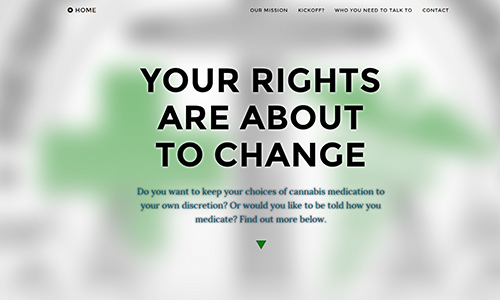 HOME
OUR MISSION KICKOFF? WHO YOU NEED TO TALK TO CONTACT
YOUR RIGHTS
ARE ABOUT
TO CHANGE
Do you want to keep your choices of cannabis medication to
your own discretion? Or would you like to be told how you
medicate? Find out more below.